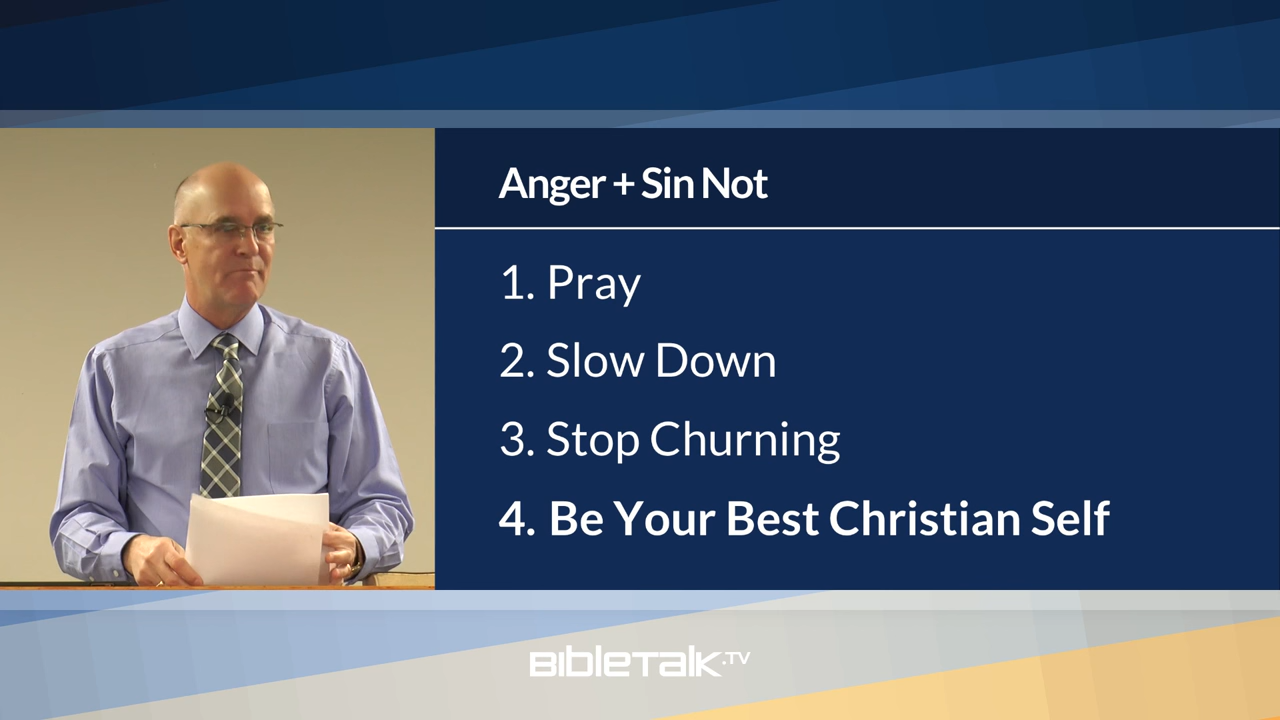 Anger + Sin Not
1. Pray
2. Slow Down
3. Stop Churning
4. Be Your Best Christian Self
BibleTalk.TV